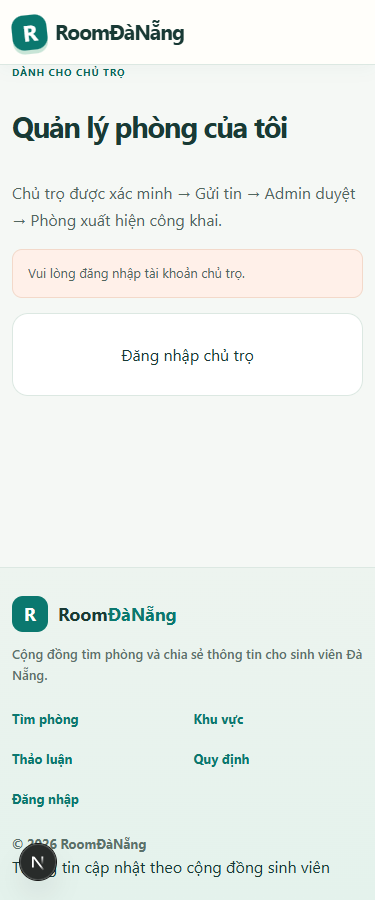 R RoomĐàNẵng
DÀNH CHO CHỦ TRỌ
Quản lý phòng của tôi
Chủ trọ được xác minh → Gửi tin → Admin duyệt
→ Phòng xuất hiện công khai.
Vui lòng đăng nhập tài khoản chủ trọ.
Đăng nhập chủ trọ
R RoomĐàNẵng
Cộng đồng tìm phòng và chia sẻ thông tin cho sinh viên Đà
Nẵng.
Tìm phòng Khu vực
Thảo luận Quy định
Đăng nhập
© 2026 RoomĐàNẵng
N
tin cập nhật theo cộng đồng sinh viên